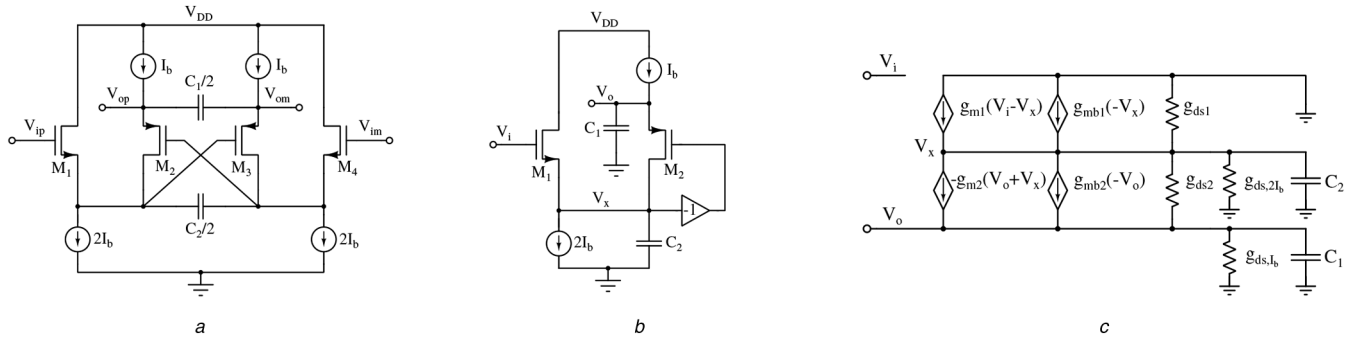 V_DD
I_b
I_b
C_1/2
V_op
V_om
V_ip
V_im
M_1
M_2
M_3
M_4
C_2/2
2I_b
2I_b
a
V_DD
I_b
V_o
C_1
V_i
M_1
M_2
V_x
-1
2I_b
C_2
b
V_i
g_m1(V_i-V_x)
g_mb1(-V_x)
g_ds1
V_x
-g_m2(V_o+V_x)
g_mb2(-V_o)
g_ds2
g_ds,2I_b
C_2
V_o
g_ds,I_b
C_1
c